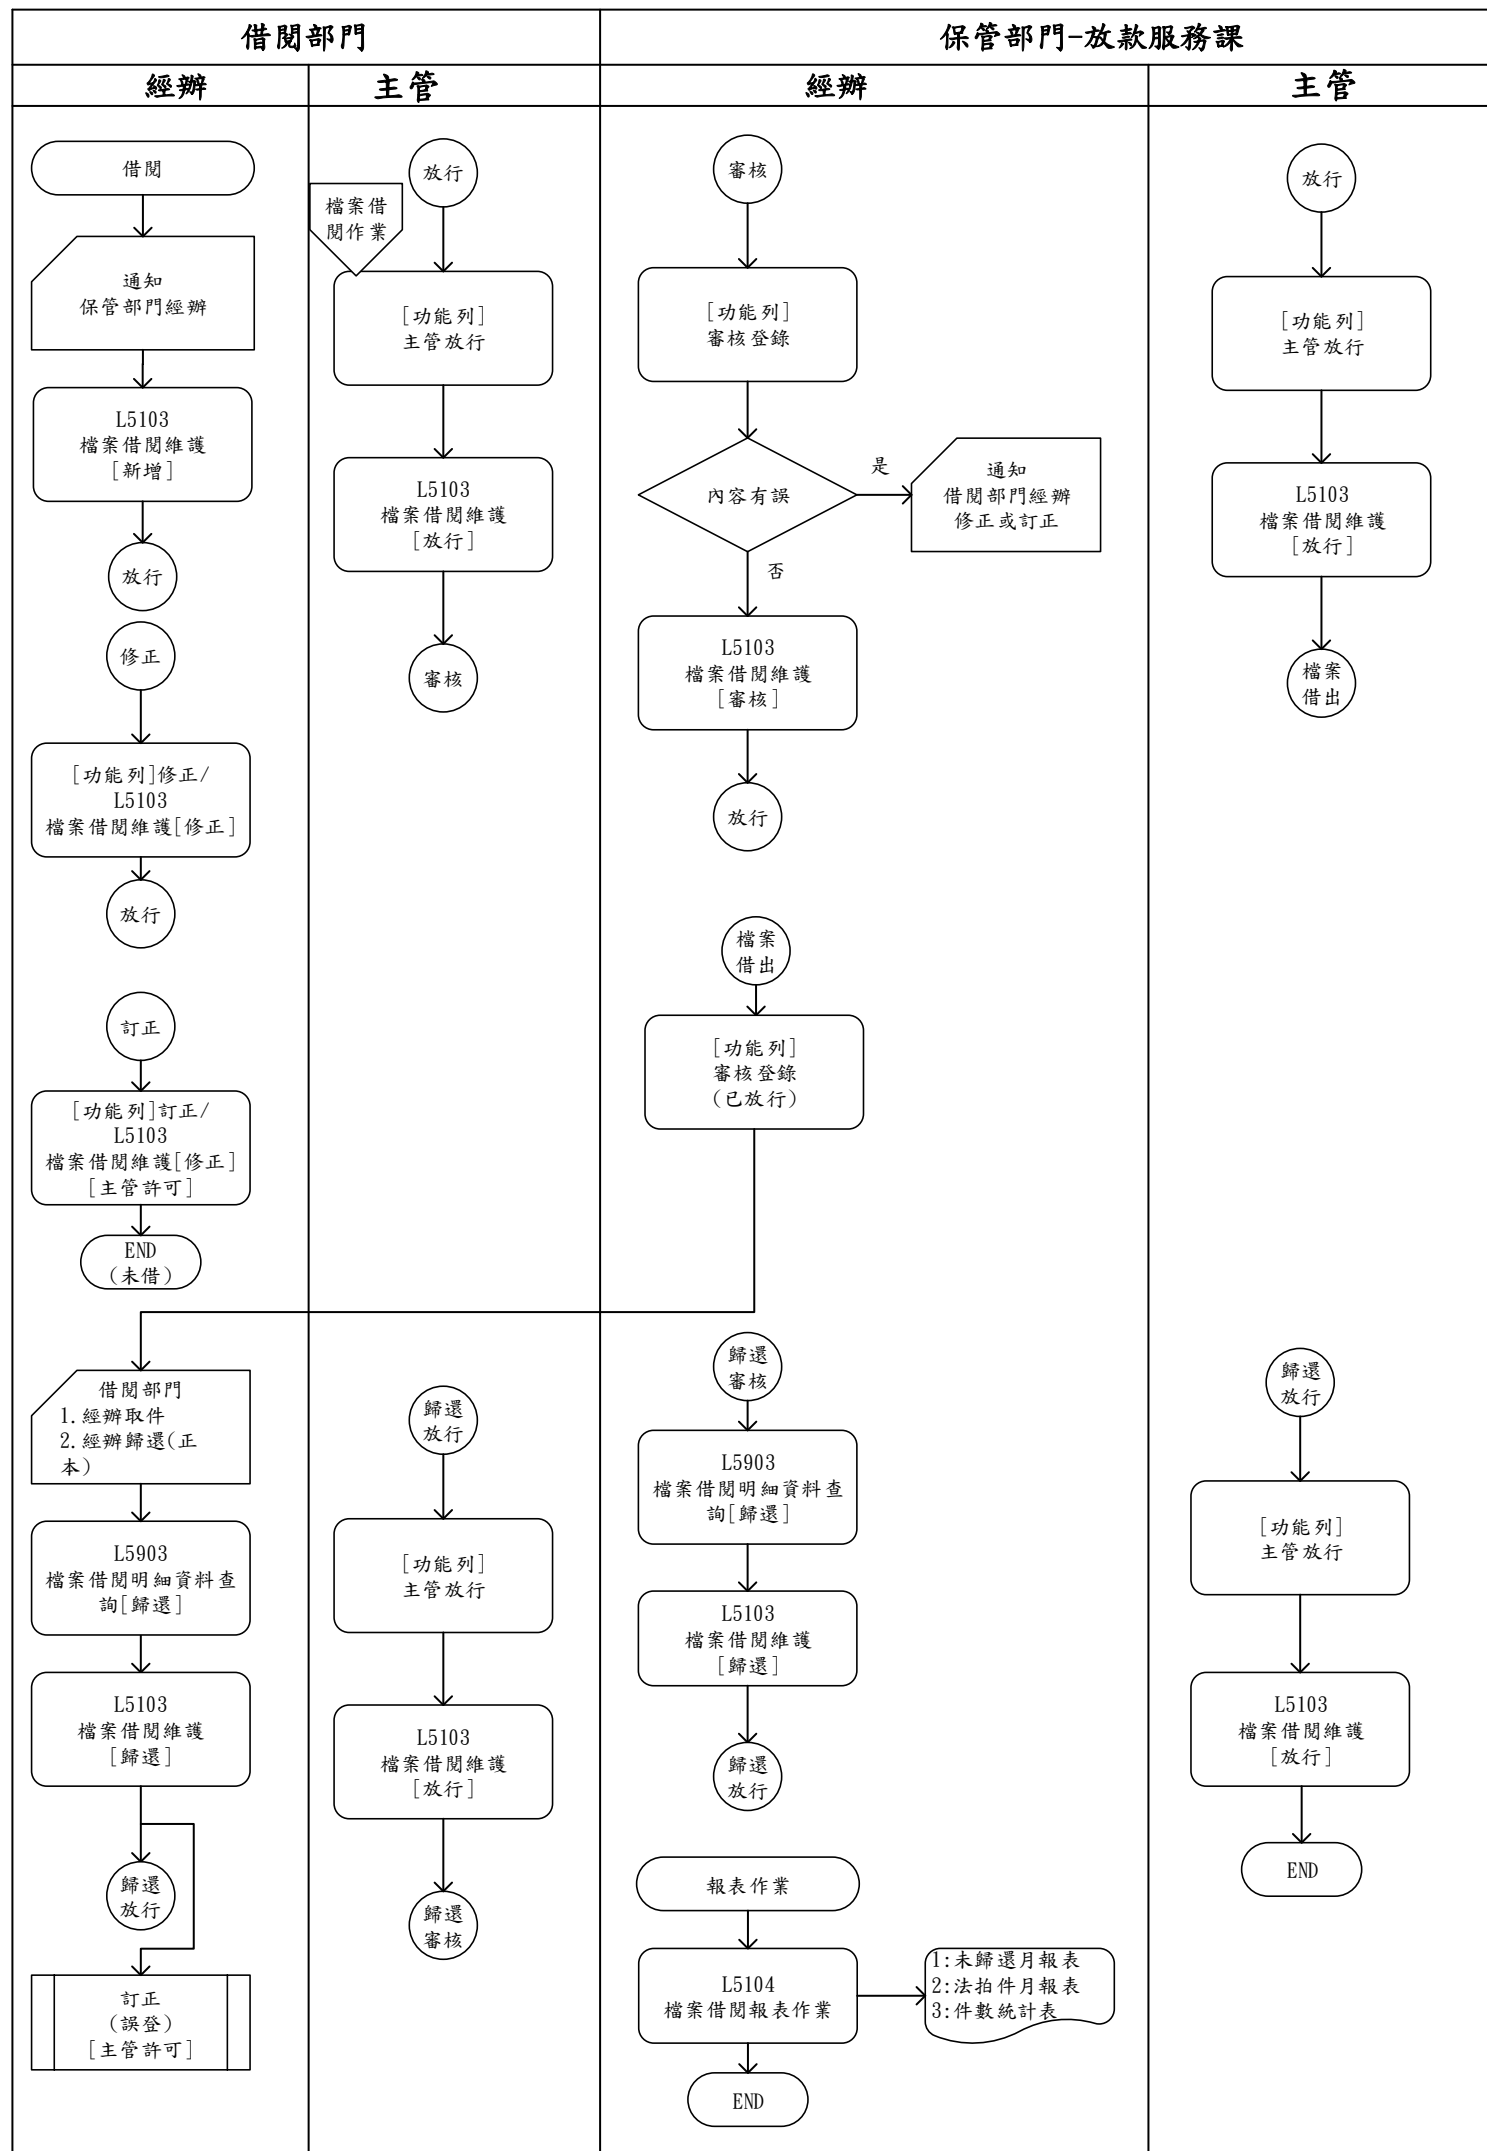 借閱部門
保管部門-放款服務課
經辦
主管
經辦
主管
借閱
通知
保管部門經辦
L5103
檔案借閱維護
[新增]
放行
修正
[功能列]修正/
L5103
檔案借閱維護[修正]
放行
訂正
[功能列]訂正/
L5103
檔案借閱維護[修正]
[主管許可]
END
(未借)
檔案借
閱作業
放行
[功能列]
主管放行
L5103
檔案借閱維護
[放行]
審核
審核
[功能列]
審核登錄
內容有誤
是
通知
借閱部門經辦
修正或訂正
否
L5103
檔案借閱維護
[審核]
放行
檔案
借出
[功能列]
審核登錄
(已放行)
放行
[功能列]
主管放行
L5103
檔案借閱維護
[放行]
檔案
借出
借閱部門
1.經辦取件
2.經辦歸還(正
本)
L5903
檔案借閱明細資料查
詢[歸還]
L5103
檔案借閱維護
[歸還]
歸還
放行
訂正
(誤登)
[主管許可]
歸還
放行
[功能列]
主管放行
L5103
檔案借閱維護
[放行]
歸還
審核
歸還
審核
L5903
檔案借閱明細資料查
詢[歸還]
L5103
檔案借閱維護
[歸還]
歸還
放行
報表作業
L5104
檔案借閱報表作業
1:未歸還月報表
2:法拍件月報表
3:件數統計表
END
歸還
放行
[功能列]
主管放行
L5103
檔案借閱維護
[放行]
END